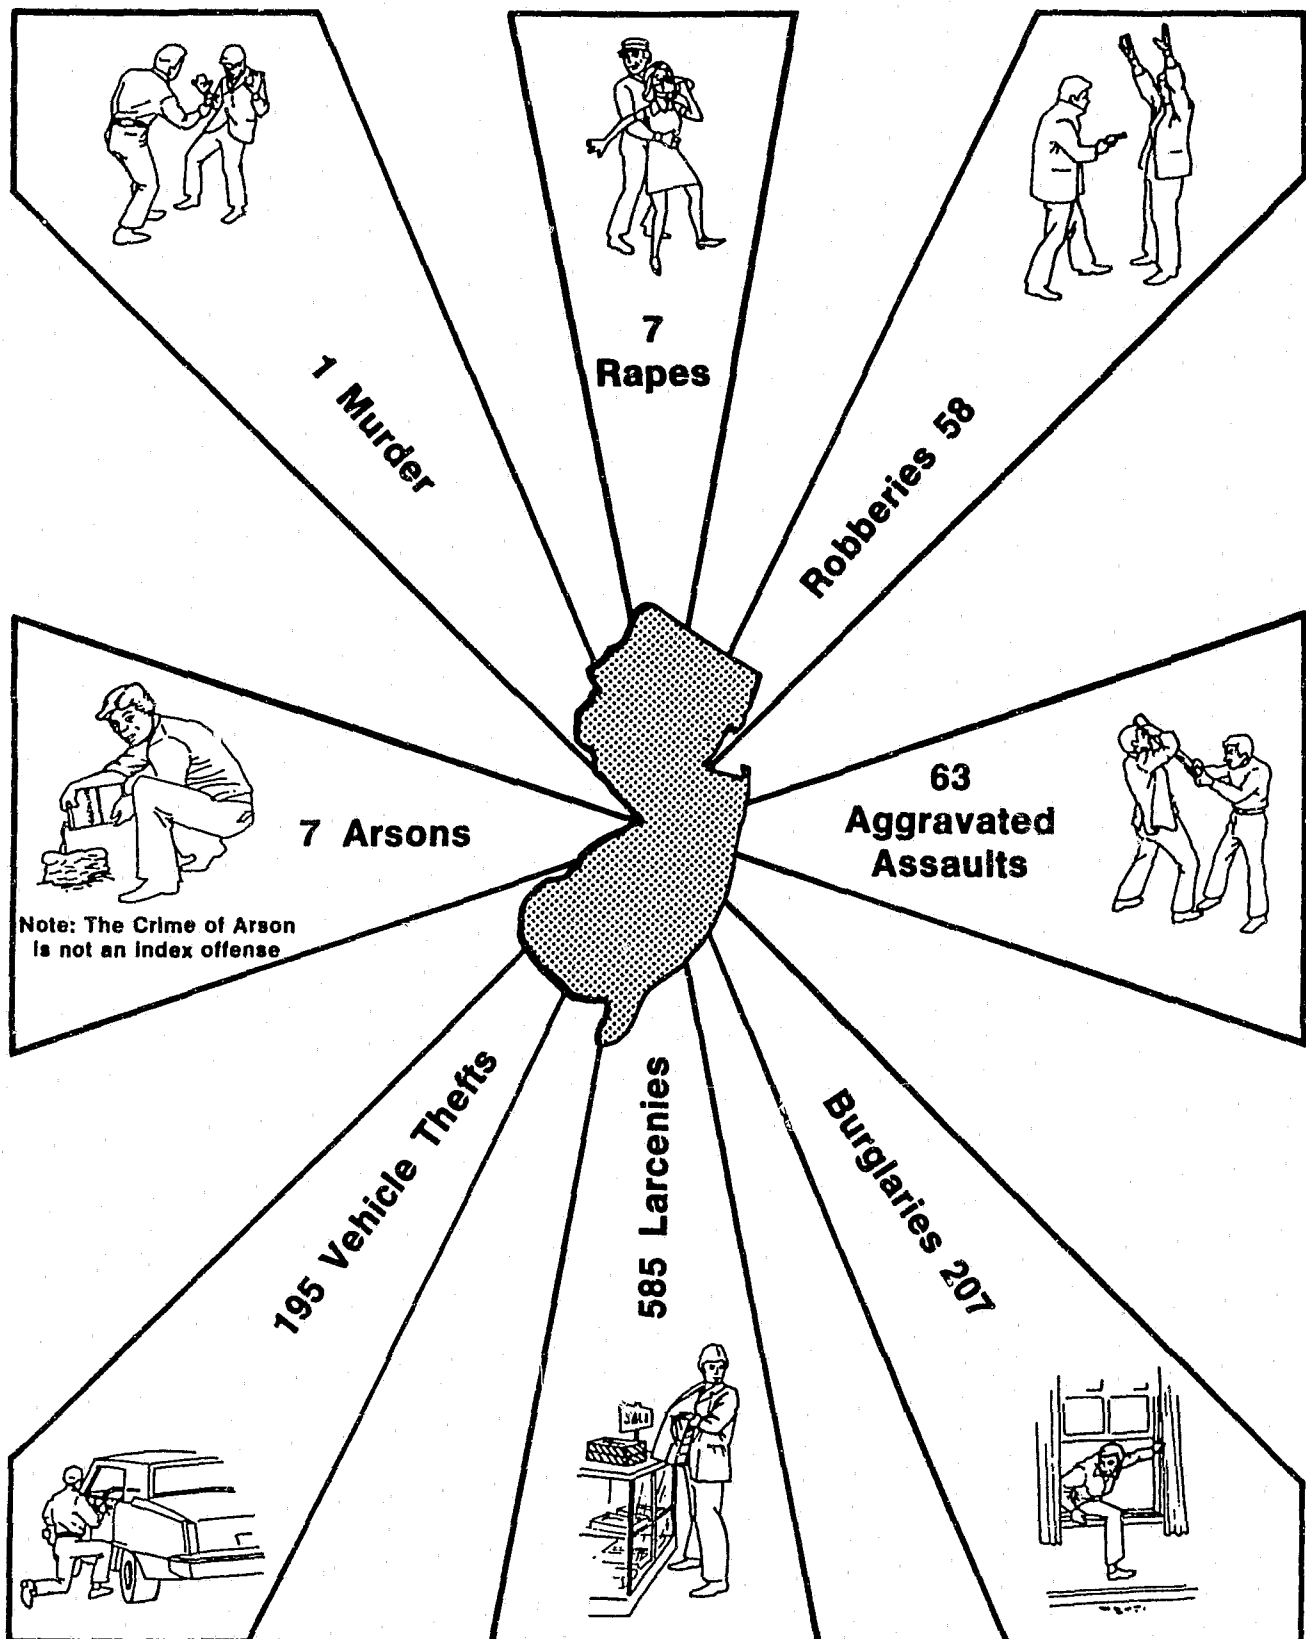 1 Murder
7
Rapes
Robberies 58
7 Arsons
Note: The Crime of Arson
is not an index offense
63
Aggravated
Assaults
195 Vehicle Thefts
585 Larcenies
Burglaries 207
SALE